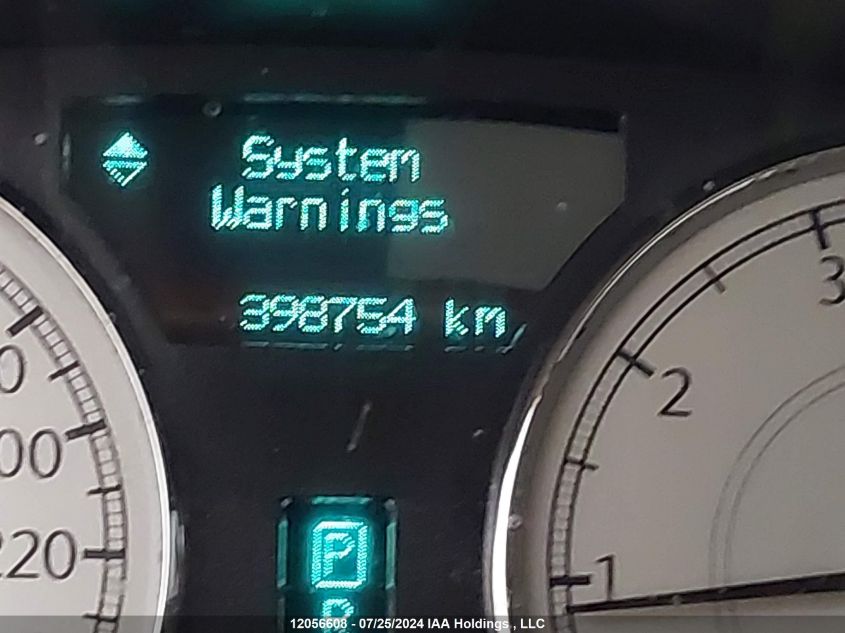 System
Warnings
398754 km
P
R
00
220
1
2
3
12056608 - 07/25/2024 IAA Holdings , LLC